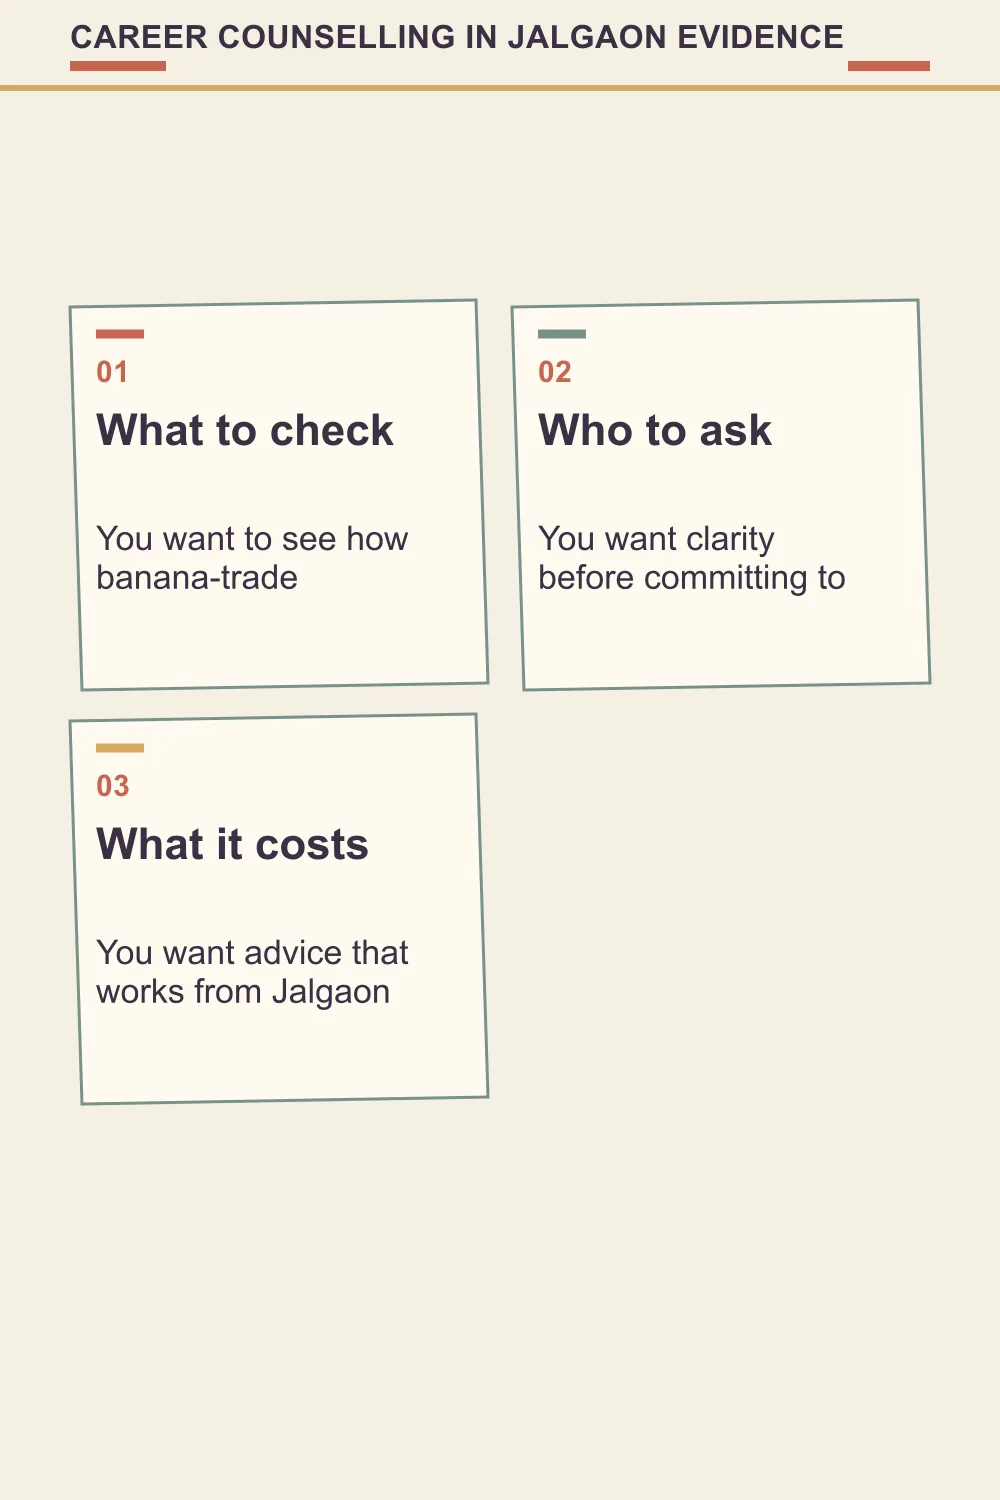 CAREER COUNSELLING IN JALGAON EVIDENCE
01
What to check
You want to see how
banana-trade
02
Who to ask
You want clarity
before committing to
03
What it costs
You want advice that
works from Jalgaon